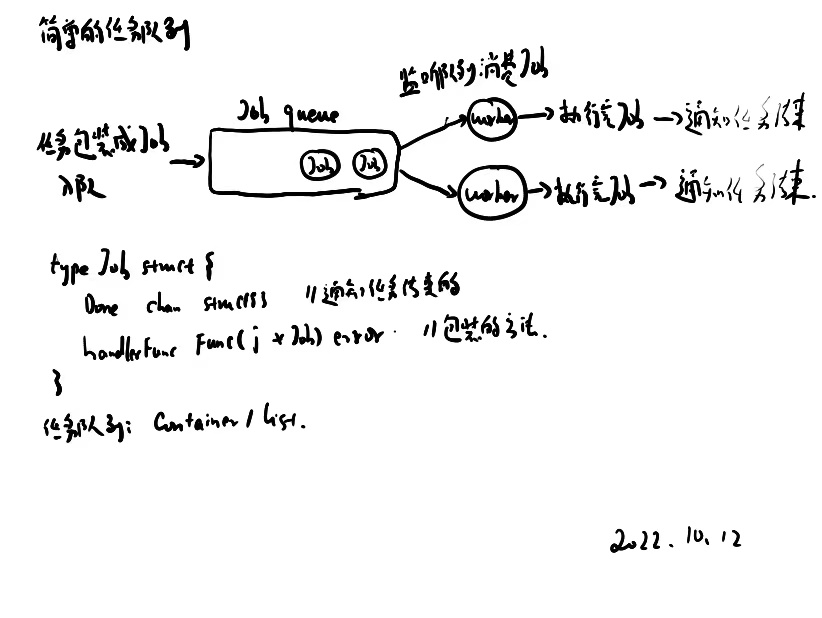 简单的任务队列
监听队列,消费Job
Job queue
任务包装成Job
入队
Job Job
worker → 执行完Job → 通知任务结束
worker → 执行完Job → 通知任务结束.
type Job struct {
Done chan struct{} // 通知任务结束的
handlerFunc Func(j *Job) error // 包装的方法.
}
任务队列: Container/list.
2022.10.12